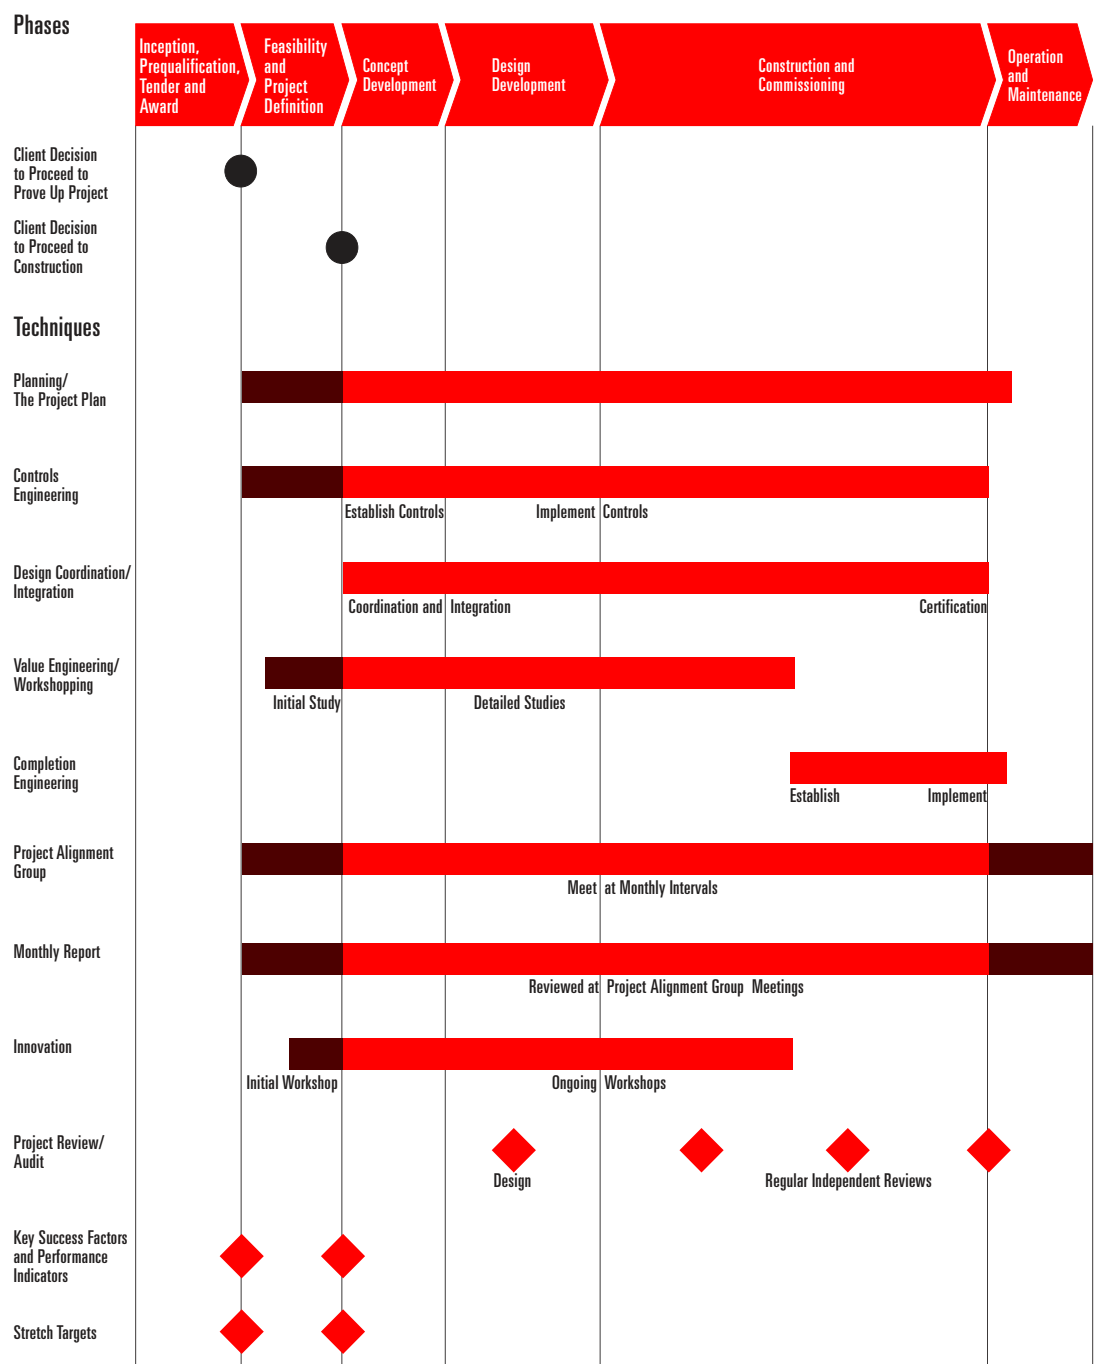 Phases
Inception,
Prequalification,
Tender and
Award
Feasibility
and
Project
Definition
Concept
Development
Design
Development
Construction and
Commissioning
Operation
and
Maintenance
Client Decision
to Proceed to
Prove Up Project
Client Decision
to Proceed to
Construction
Techniques
Planning/
The Project Plan
Controls
Engineering
Establish Controls
Implement Controls
Design Coordination/
Integration
Coordination and Integration
Certification
Value Engineering/
Workshopping
Initial Study
Detailed Studies
Completion
Engineering
Establish
Implement
Project Alignment
Group
Meet at Monthly Intervals
Monthly Report
Reviewed at Project Alignment Group Meetings
Innovation
Initial Workshop
Ongoing Workshops
Project Review/
Audit
Design
Regular Independent Reviews
Key Success Factors
and Performance
Indicators
Stretch Targets